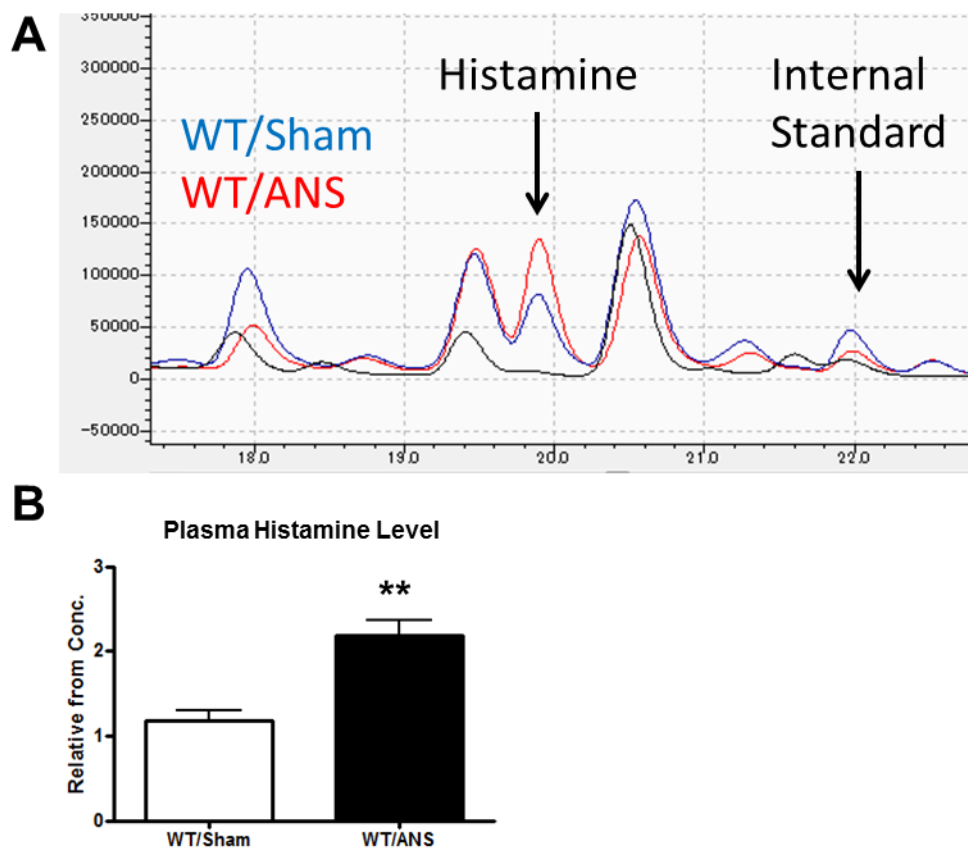 A
350000
300000
250000
200000
150000
100000
50000
0
-50000
Histamine
Internal
Standard
WT/Sham
WT/ANS
18.0
19.0
20.0
21.0
22.0
B
Plasma Histamine Level
Relative from Conc.
3
2
1
0
**
WT/Sham
WT/ANS